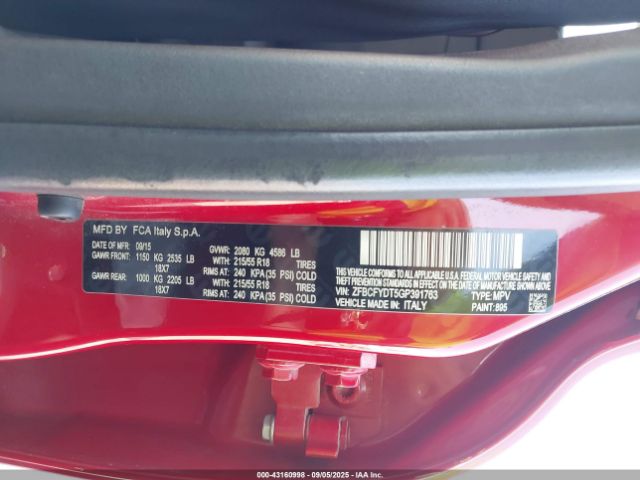 MFD BY FCA Italy S.p.A.
DATE OF MFR: 09/15 GVWR: 2080 KG 4586 LB
GAWR FRONT: 1150 KG 2535 LB 215/55 R18 TIRES
18X7 RIMS AT: 240 KPA(35 PSI) COLD
GAWR REAR: 1000 KG 2205 LB 215/55 R18 TIRES
18X7 RIMS AT: 240 KPA(35 PSI) COLD
THIS VEHICLE CONFORMS TO ALL APPLICABLE
U.S.A. FEDERAL MOTOR VEHICLE SAFETY, BUMPER, AND
THEFT PREVENTION STANDARDS IN EFFECT ON THE
DATE OF MANUFACTURE SHOWN ABOVE.
VIN: ZFBCFYDT5GP391763 TYPE: MPV
VEHICLE MADE IN: ITALY PAINT: 895
000-43160998 - 09/05/2025 - IAA, Inc.